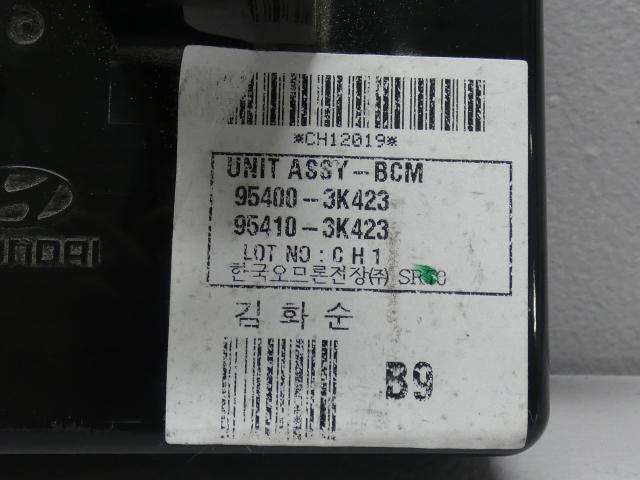 *CH12019*
UNIT ASSY-BCM
95400-3K423
95410-3K423
LOT NO : CH1
한국오므론전장(주)
김화순
B9
HYUNDAI